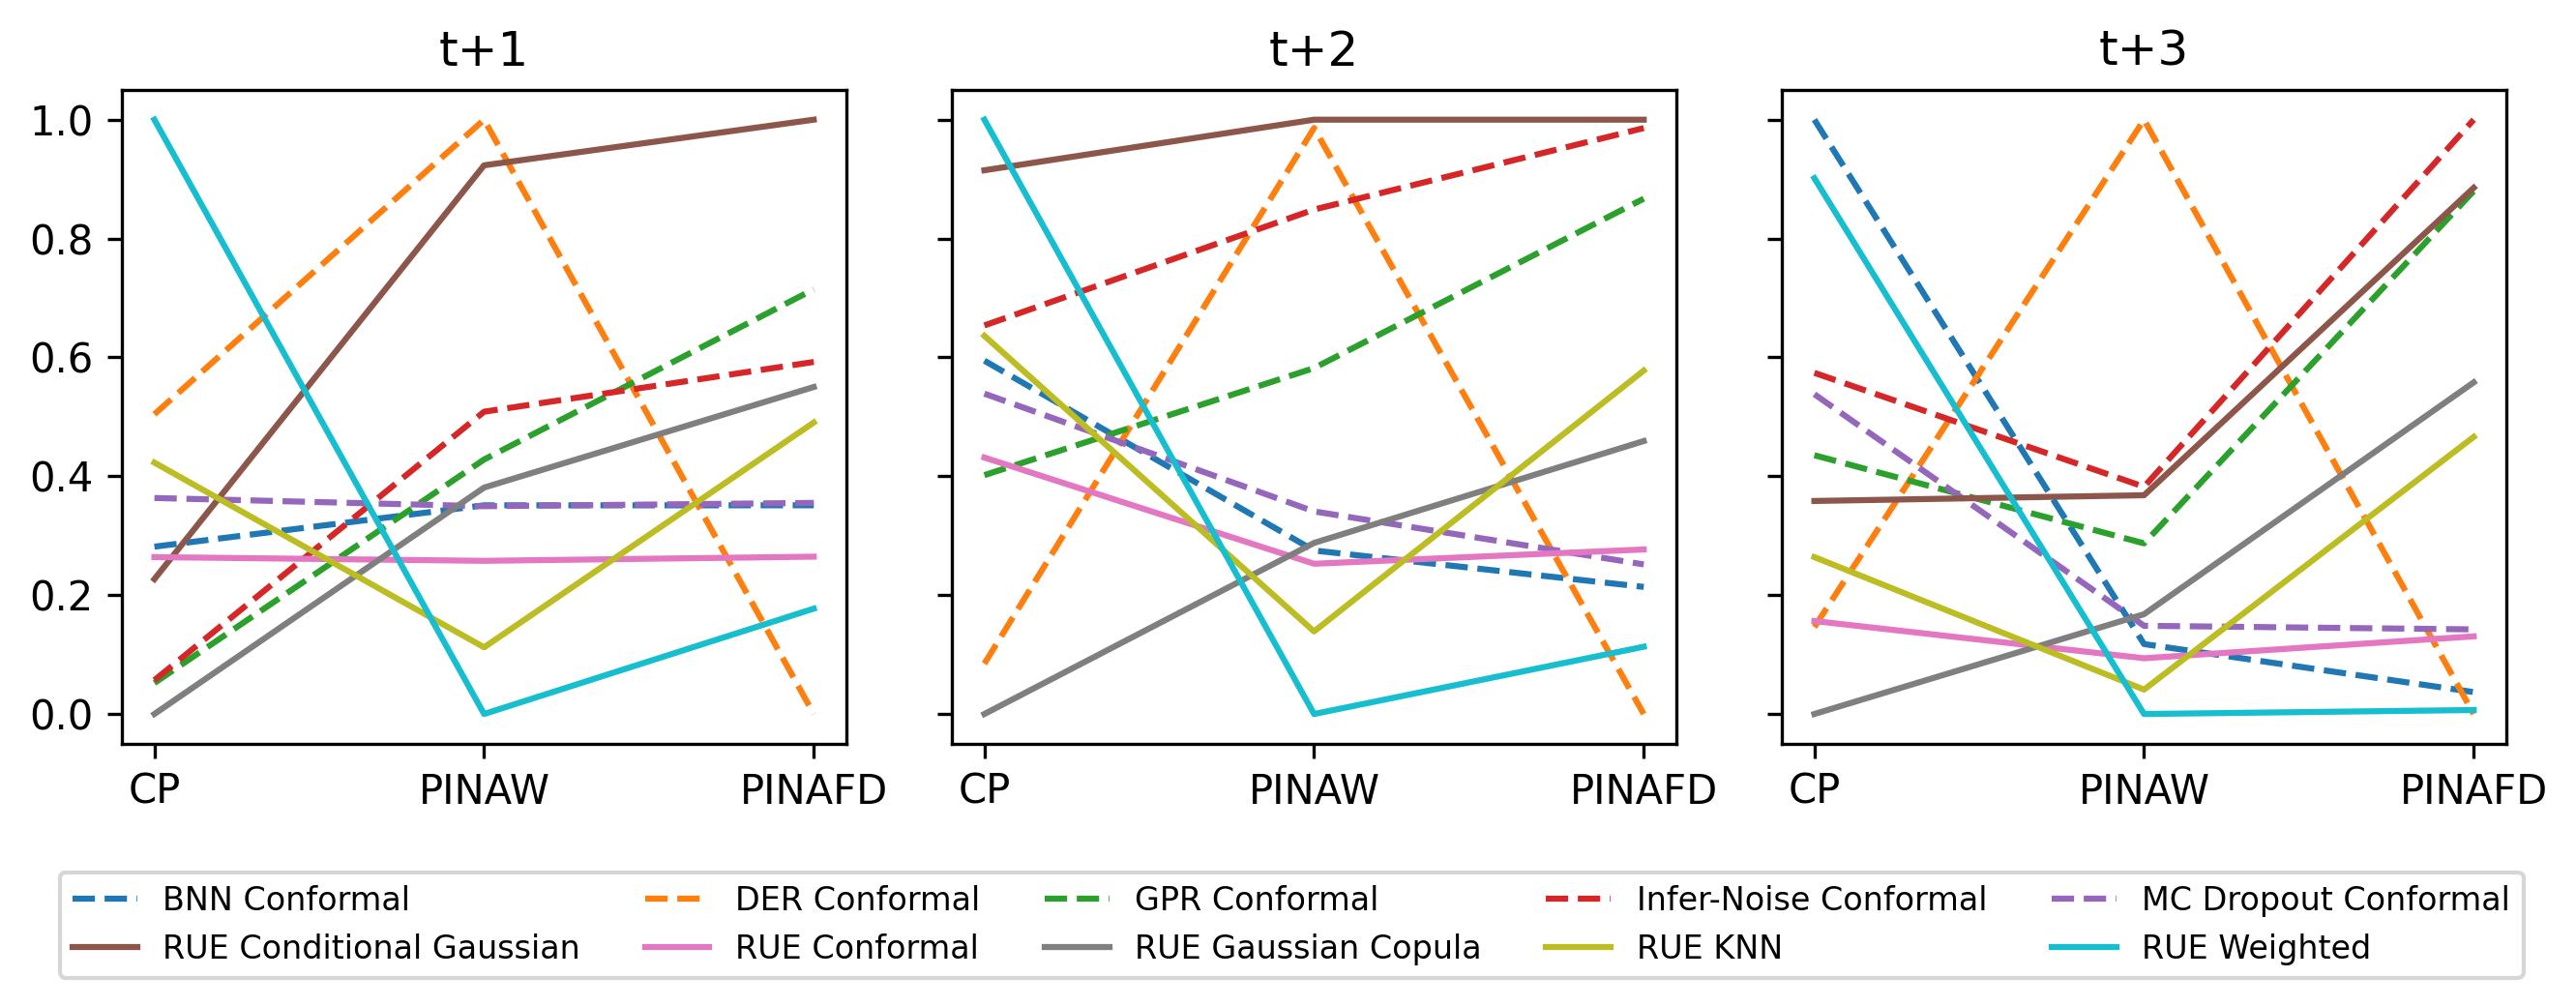 t+1 t+2 t+3
1.0
0.8
0.6
0.4
0.2
0.0
CP PINAW PINAFD CP PINAW PINAFD CP PINAW PINAFD
BNN Conformal DER Conformal GPR Conformal Infer-Noise Conformal MC Dropout Conformal
RUE Conditional Gaussian RUE Conformal RUE Gaussian Copula RUE KNN RUE Weighted